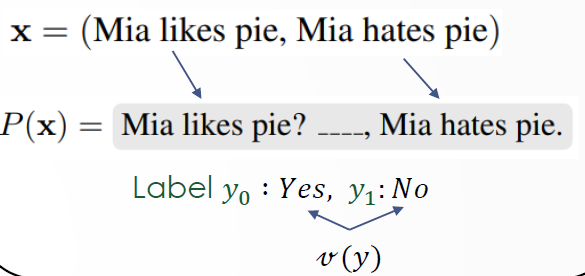 x = (Mia likes pie, Mia hates pie)
P(x) = Mia likes pie? ____, Mia hates pie.
Label y₀ : Yes, y₁: No
v(y)